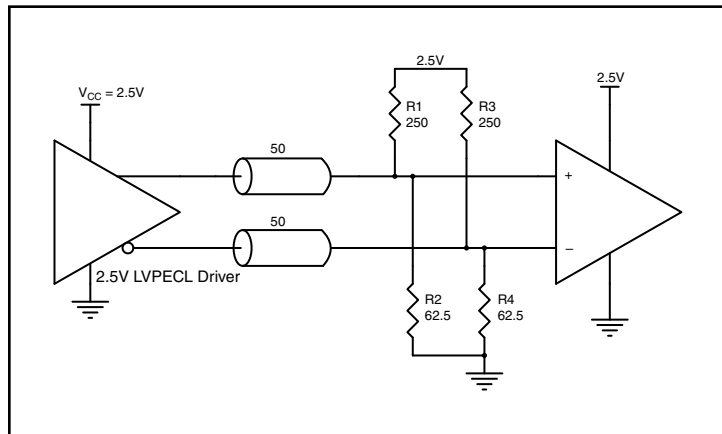 2.5V
V_CC = 2.5V
2.5V
R1
250
R3
250
50
+
50
−
2.5V LVPECL Driver
R2
62.5
R4
62.5